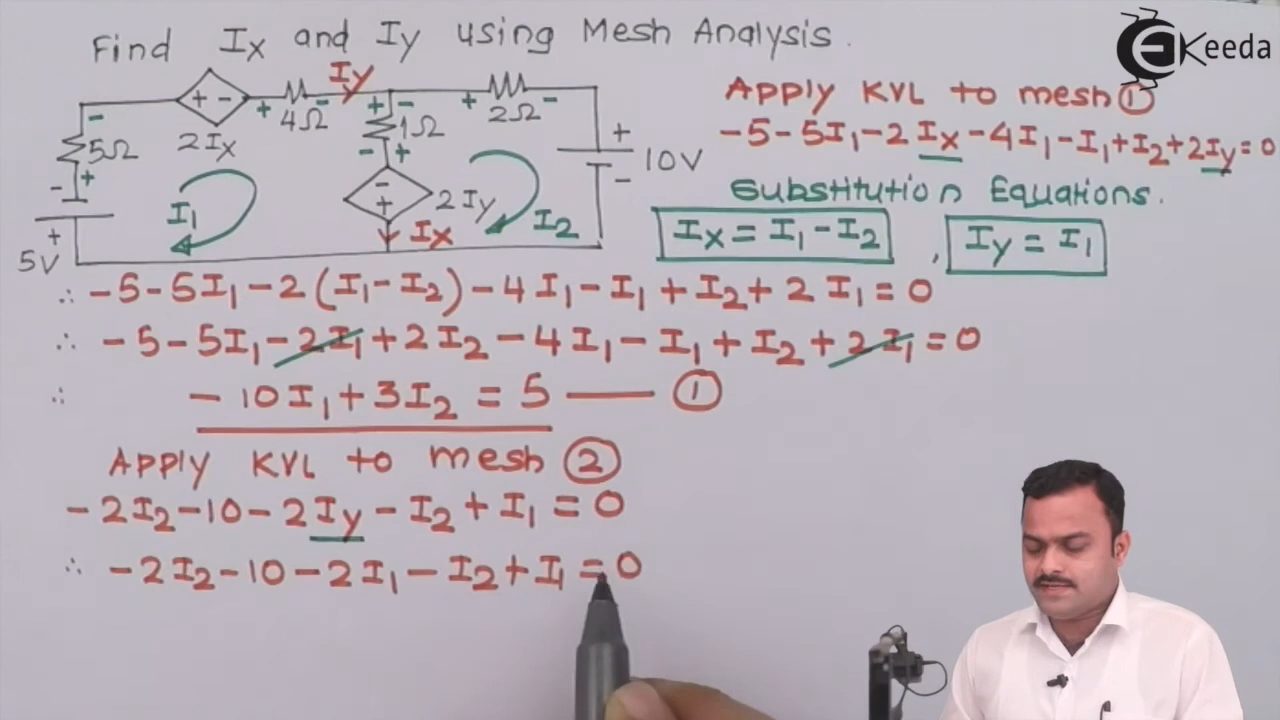 Find Ix and Iy using Mesh Analysis.
EKeeda
Iy
+ -
+ -
4Ω
2Ix
-
5Ω
+
-
+
5V
I1
+ -
1Ω
- +
-
+
2Iy
Ix
+ -
2Ω
I2
+
-
10V
Apply KVL to mesh ①
-5-5I1-2Ix-4I1-I1+I2+2Iy=0
Substitution Equations.
Ix = I1-I2 , Iy = I1
∴ -5-5I1-2(I1-I2)-4I1-I1+I2+2I1=0
∴ -5-5I1-2I1+2I2-4I1-I1+I2+2I1=0
∴ -10I1+3I2=5 —— ①
Apply KVL to mesh ②
-2I2-10-2Iy-I2+I1=0
∴ -2I2-10-2I1-I2+I1=0